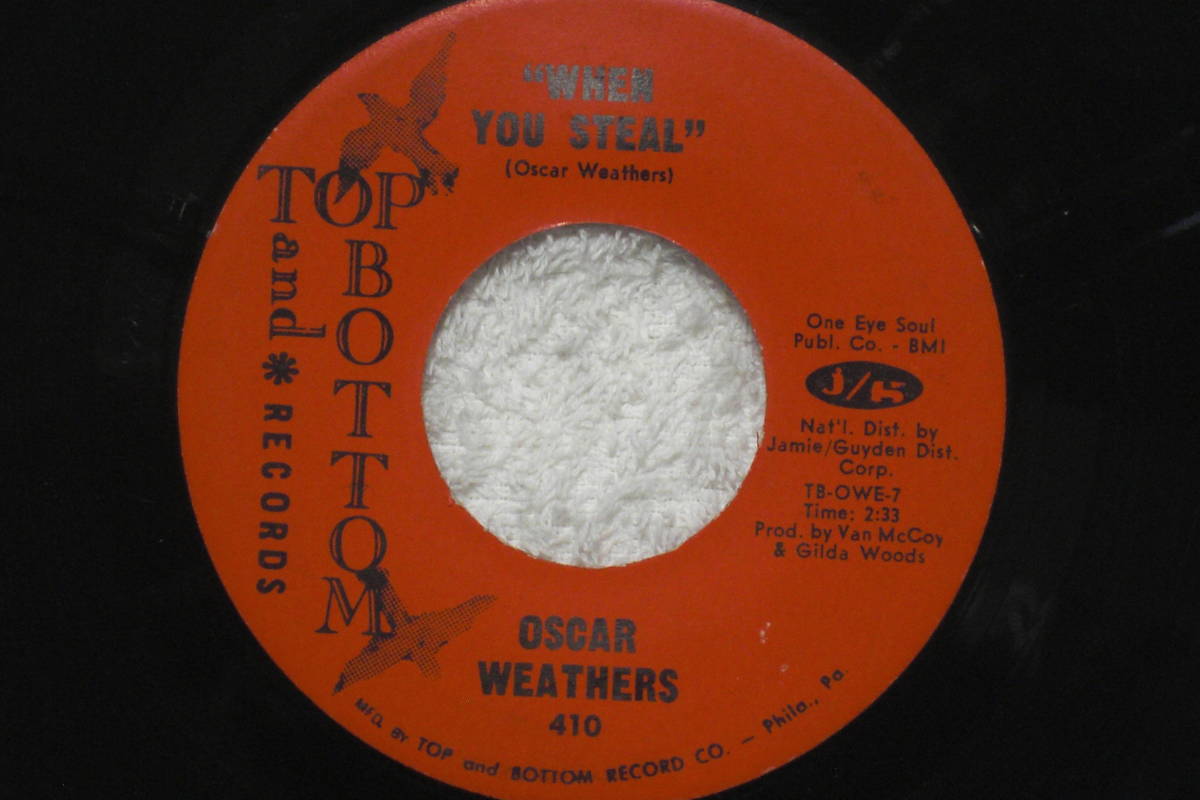 "WHEN
YOU STEAL"
(Oscar Weathers)
TOP
and
BOTTOM
* RECORDS
One Eye Soul
Publ. Co. - BMI
J/G
Nat'l. Dist. by
Jamie/Guyden Dist.
Corp.
TB-OWE-7
Time: 2:33
Prod. by Van McCoy
& Gilda Woods
OSCAR
WEATHERS
410
MFD. BY TOP and BOTTOM RECORD CO. — Phila., Pa